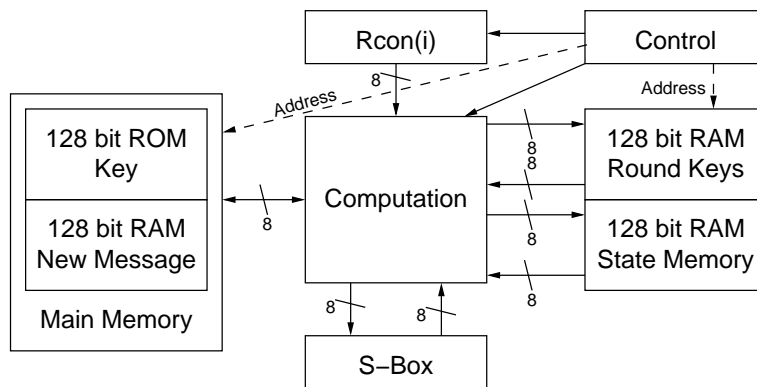 Rcon(i)
Control
8
Address
Address
128 bit ROM
Key
128 bit RAM
New Message
Main Memory
8
Computation
8
8
8
8
128 bit RAM
Round Keys
128 bit RAM
State Memory
8
8
S−Box